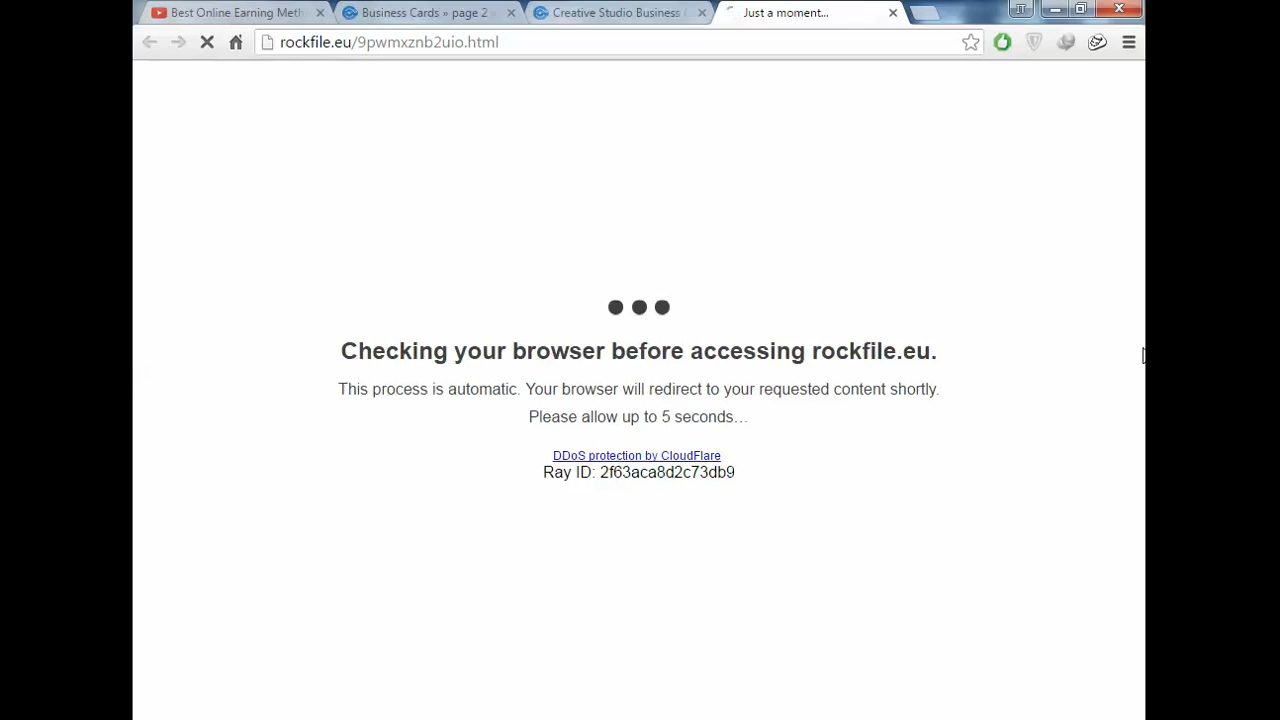 Best Online Earning Meth
Business Cards » page 2
Creative Studio Business
Just a moment...
rockfile.eu/9pwmxznb2uio.html
Checking your browser before accessing rockfile.eu.
This process is automatic. Your browser will redirect to your requested content shortly.
Please allow up to 5 seconds…
DDoS protection by CloudFlare
Ray ID: 2f63aca8d2c73db9